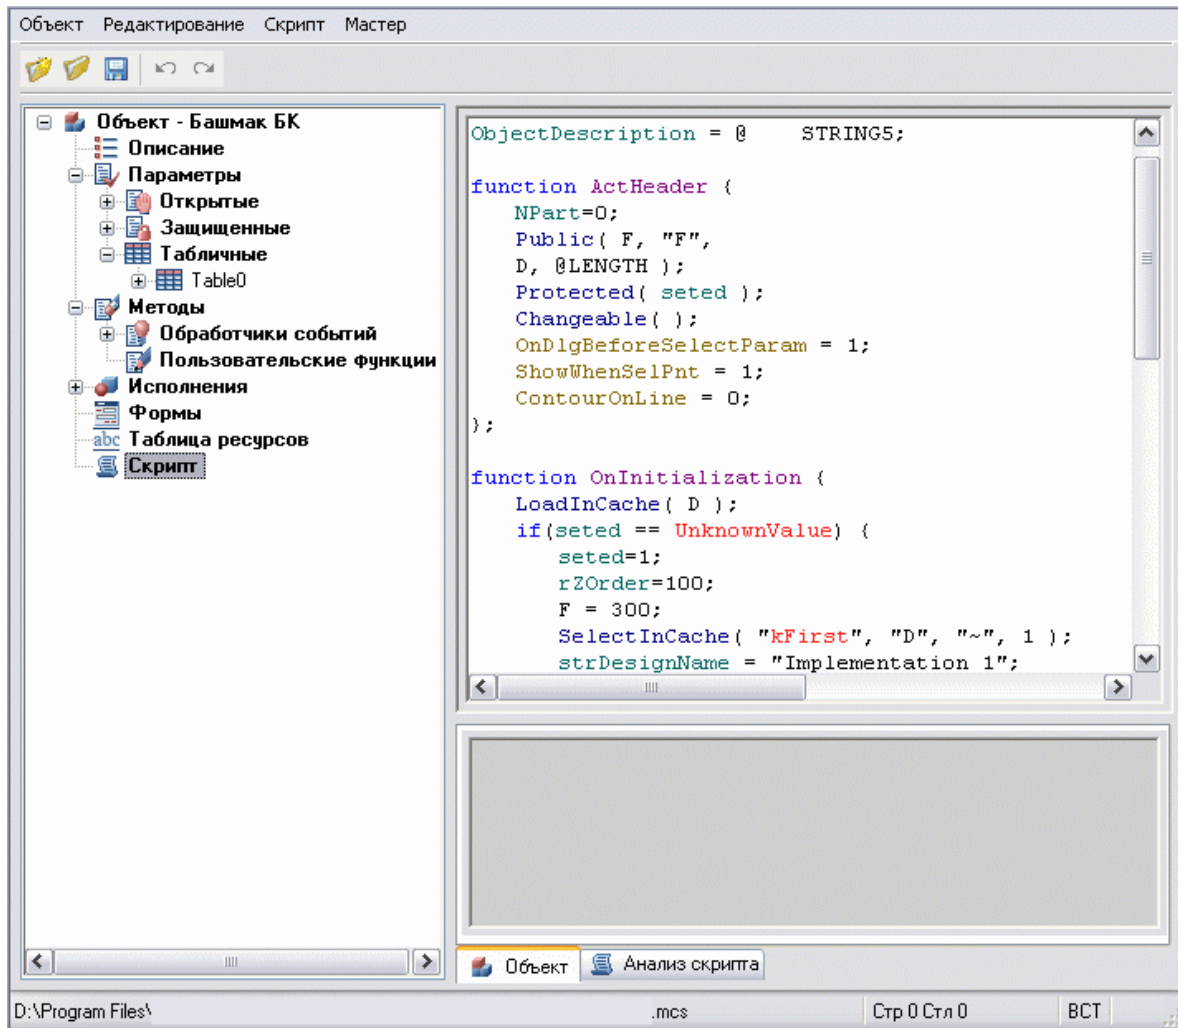 Объект Редактирование Скрипт Мастер
Объект - Башмак БК
Описание
Параметры
Открытые
Защищенные
Табличные
Table0
Методы
Обработчики событий
Пользовательские функции
Исполнения
Формы
abc Таблица ресурсов
Скрипт
ObjectDescription = @ STRING5;
function ActHeader {
NPart=0;
Public( F, "F",
D, @LENGTH );
Protected( seted );
Changeable( );
OnDlgBeforeSelectParam = 1;
ShowWhenSelPnt = 1;
ContourOnLine = 0;
};
function OnInitialization {
LoadInCache( D );
if(seted == UnknownValue) {
seted=1;
rZOrder=100;
F = 300;
SelectInCache( "kFirst", "D", "~", 1 );
strDesignName = "Implementation 1";
Объект Анализ скрипта
D:\Program Files\ .mcs Стр 0 Стл 0 ВСТ